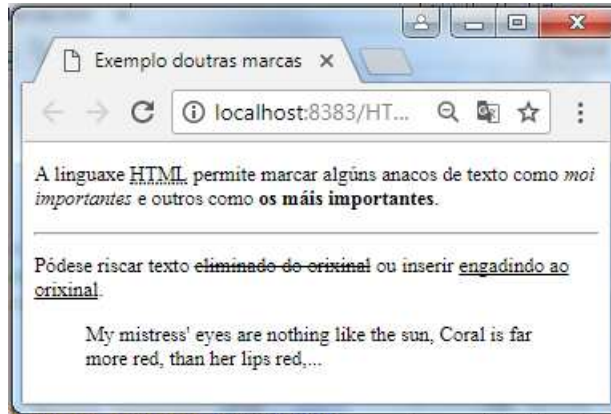 Exemplo doutras marcas
localhost:8383/HT...
A linguaxe HTML permite marcar algúns anacos de texto como moi
importantes e outros como os máis importantes.
Pódese riscar texto eliminado do orixinal ou inserir engadindo ao
orixinal.
My mistress' eyes are nothing like the sun, Coral is far
more red, than her lips red,...